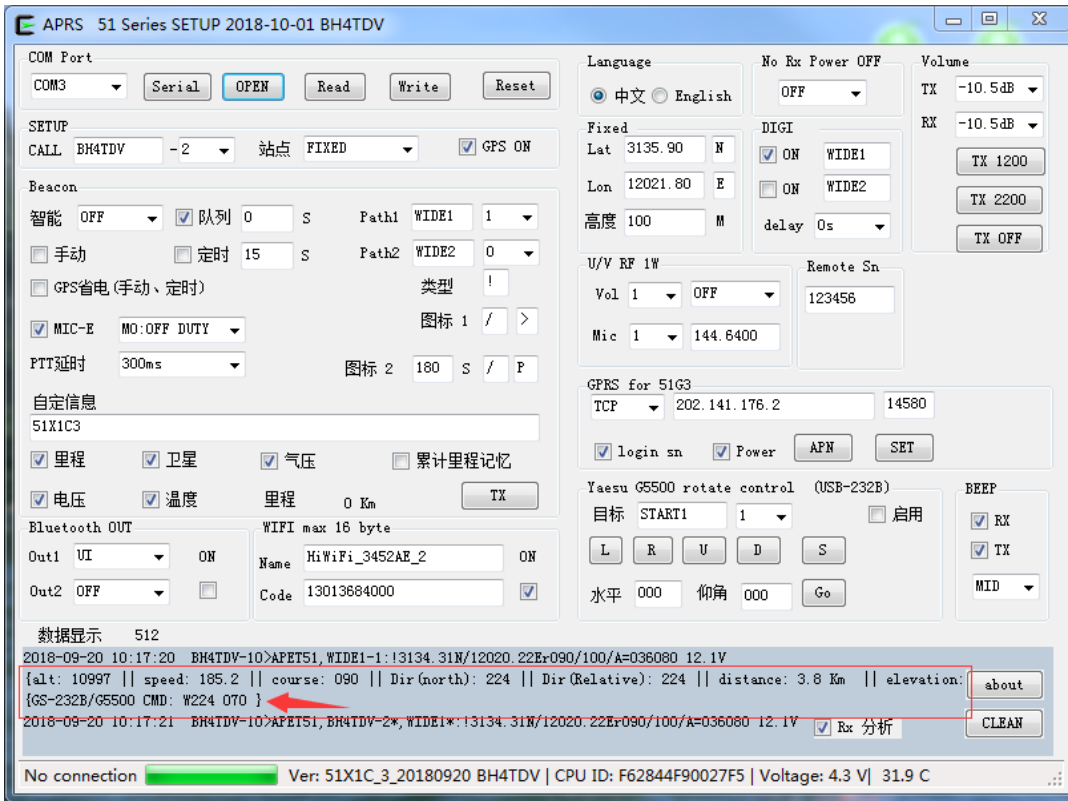 APRS 51 Series SETUP 2018-10-01 BH4TDV
COM Port
COM3 Serial OPEN Read Write Reset
SETUP
CALL BH4TDV -2 站点 FIXED GPS ON
Beacon
智能 OFF 队列 0 S Path1 WIDE1 1
手动 定时 15 S Path2 WIDE2 0
GPS省电(手动、定时) 类型 !
MIC-E M0:OFF DUTY 图标 1 / >
PTT延时 300ms 图标 2 180 S / P
自定信息
51X1C3
里程 卫星 气压 累计里程记忆
电压 温度 里程 0 Km TX
Bluetooth OUT
Out1 UI ON
Out2 OFF
WIFI max 16 byte
Name HiWiFi_3452AE_2 ON
Code 13013684000
Language
中文 English
No Rx Power OFF
OFF
Volume
TX -10.5dB
RX -10.5dB
TX 1200
TX 2200
TX OFF
Fixed
Lat 3135.90 N
Lon 12021.80 E
高度 100 M
DIGI
ON WIDE1
ON WIDE2
delay 0s
U/V RF 1W
Vol 1 OFF
Mic 1 144.6400
Remote Sn
123456
GPRS for 51G3
TCP 202.141.176.2 14580
login sn Power APN SET
Yaesu G5500 rotate control (USB-232B)
目标 START1 1 启用
L R U D S
水平 000 仰角 000 Go
BEEP
RX
TX
MID
数据显示 512
2018-09-20 10:17:20 BH4TDV-10>APET51,WIDE1-1:!3134.31N/12020.22Er090/100/A=036080 12.1V
{alt: 10997 || speed: 185.2 || course: 090 || Dir(north): 224 || Dir(Relative): 224 || distance: 3.8 Km || elevation:
{GS-232B/G5500 CMD: W224 070 }
2018-09-20 10:17:21 BH4TDV-10>APET51,BH4TDV-2*,WIDE1*:!3134.31N/12020.22Er090/100/A=036080 12.1V
Rx 分析
about
CLEAN
No connection Ver: 51X1C_3_20180920 BH4TDV | CPU ID: F62844F90027F5 | Voltage: 4.3 V| 31.9 C